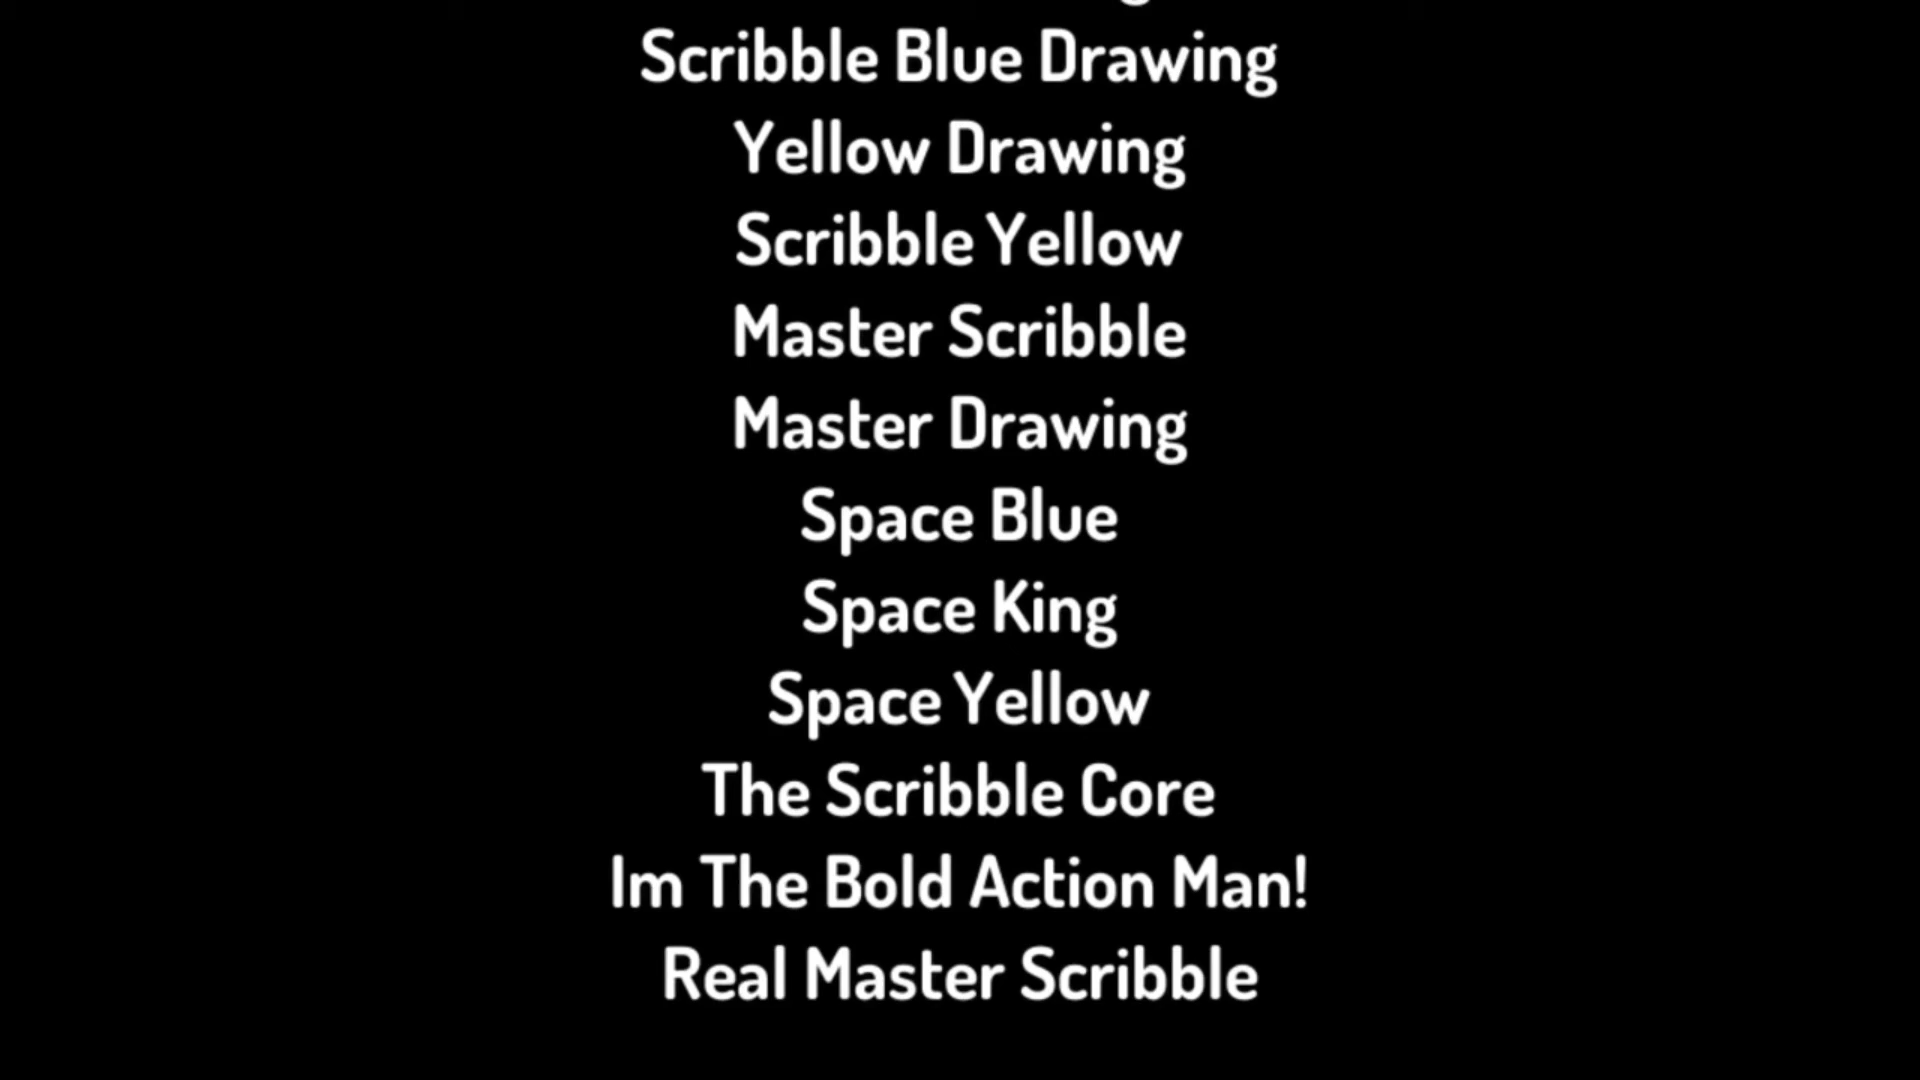 Scribble Blue Drawing
Yellow Drawing
Scribble Yellow
Master Scribble
Master Drawing
Space Blue
Space King
Space Yellow
The Scribble Core
Im The Bold Action Man!
Real Master Scribble